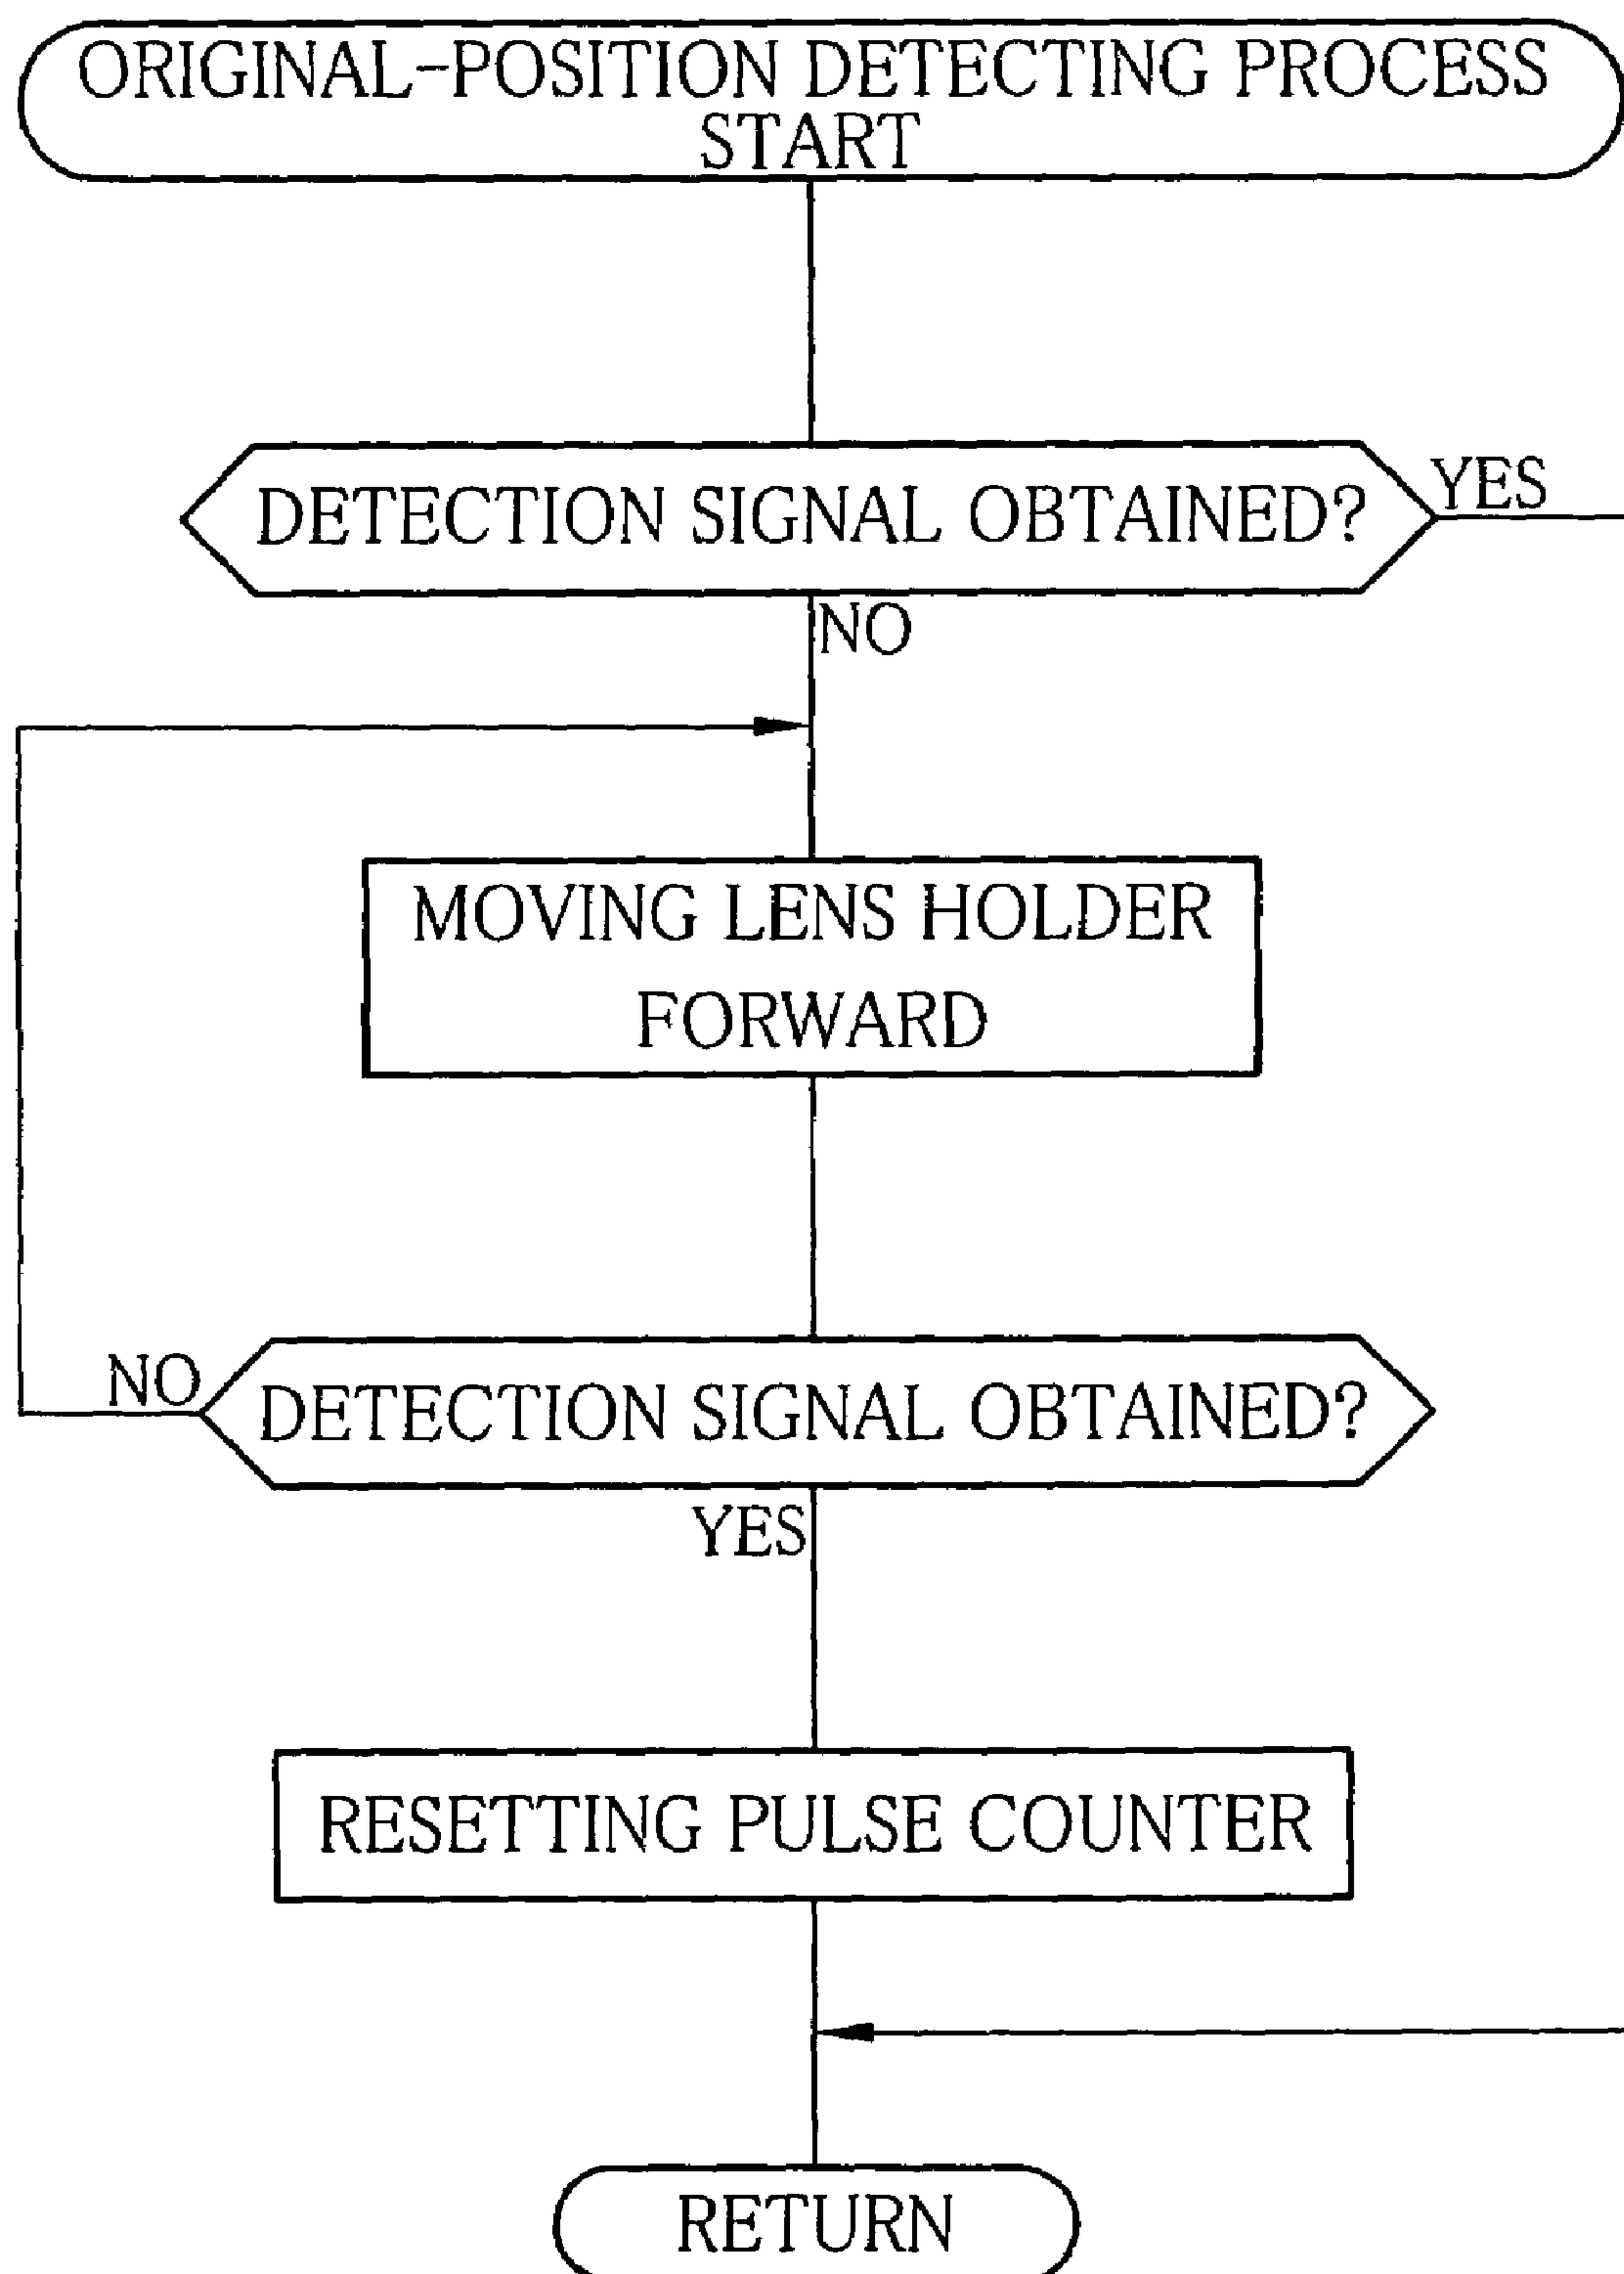 ORIGINAL-POSITION DETECTING PROCESS
START
DETECTION SIGNAL OBTAINED?
YES
NO
MOVING LENS HOLDER
FORWARD
NO
DETECTION SIGNAL OBTAINED?
YES
RESETTING PULSE COUNTER
RETURN